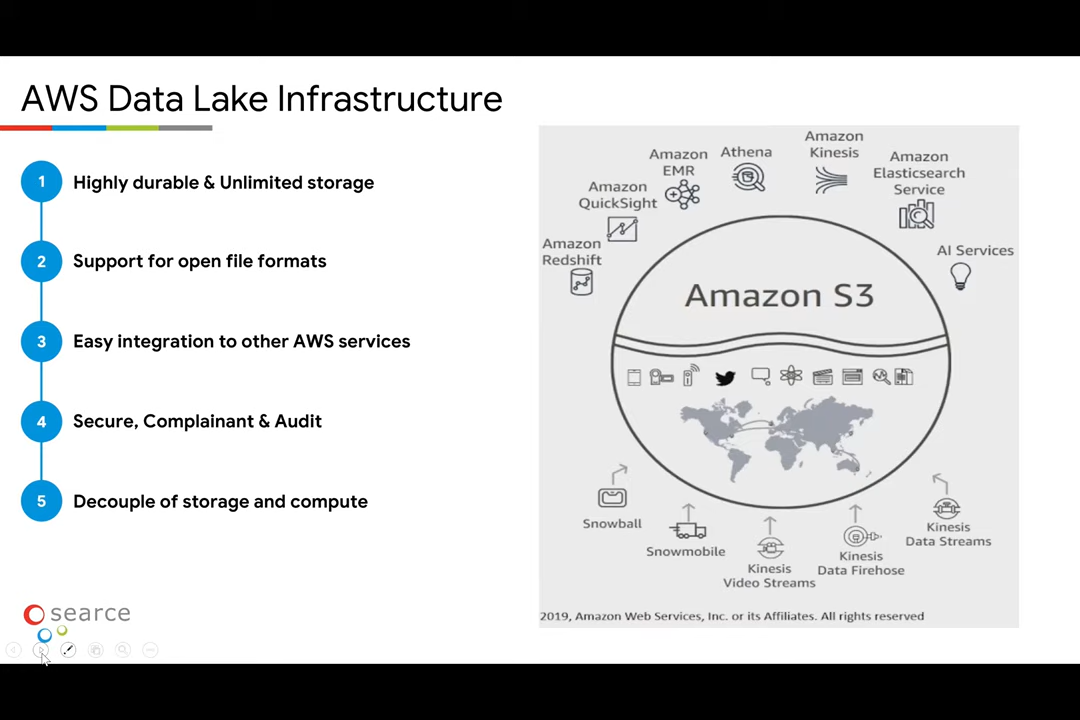 AWS Data Lake Infrastructure
1 Highly durable & Unlimited storage
2 Support for open file formats
3 Easy integration to other AWS services
4 Secure, Complainant & Audit
5 Decouple of storage and compute
searce
Amazon
Redshift
Amazon
QuickSight
Amazon
EMR
Athena
Amazon
Kinesis
Amazon
Elasticsearch
Service
AI Services
Amazon S3
Snowball
Snowmobile
Kinesis
Video Streams
Kinesis
Data Firehose
Kinesis
Data Streams
2019, Amazon Web Services, Inc. or its Affiliates. All rights reserved